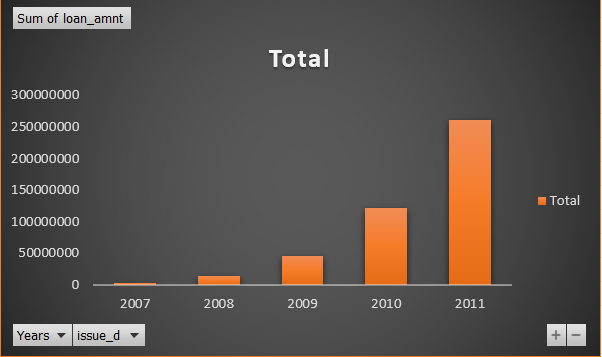 Sum of loan_amnt
Total
300000000
250000000
200000000
150000000
100000000
50000000
0
2007 2008 2009 2010 2011
Total
Years issue_d + −